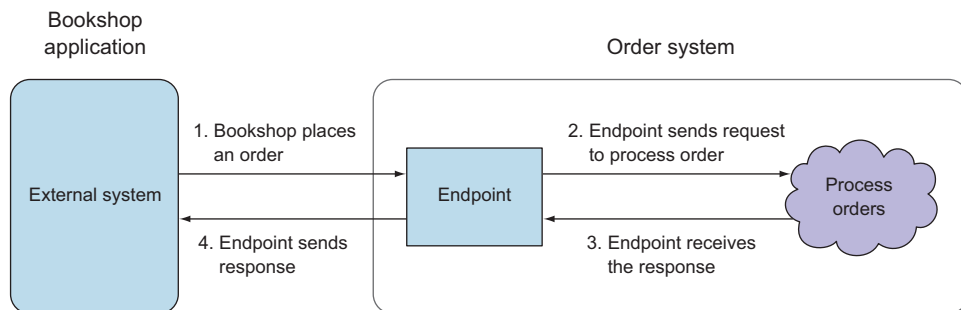 Bookshop
application
Order system
1. Bookshop places
an order
2. Endpoint sends request
to process order
External system
Endpoint
Process
orders
4. Endpoint sends
response
3. Endpoint receives
the response